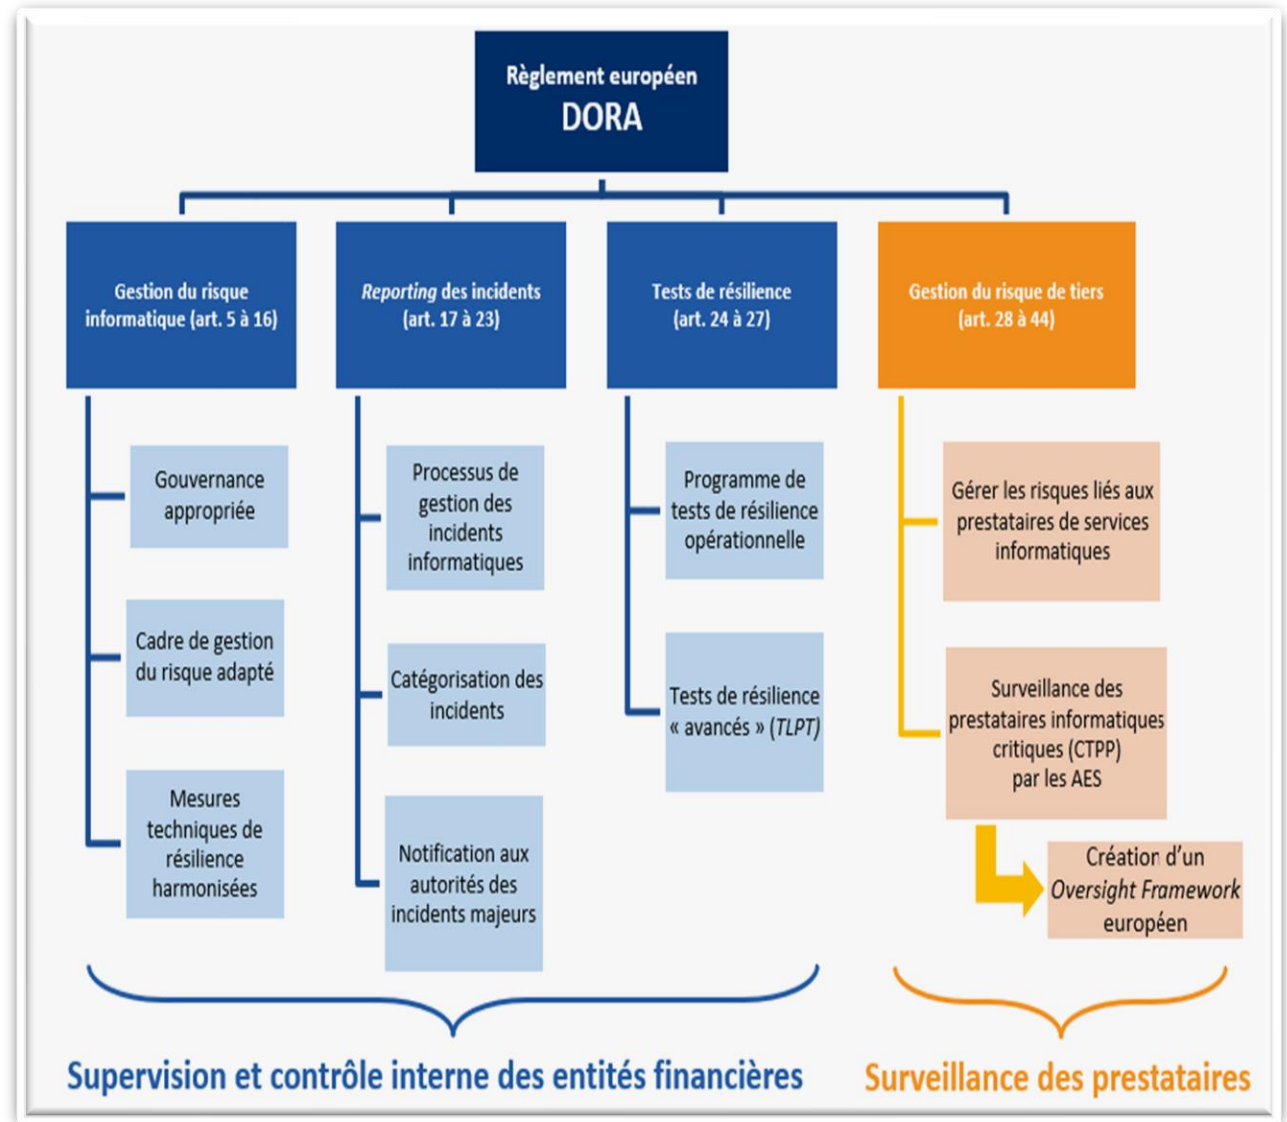 Règlement européen
DORA
Gestion du risque
informatique (art. 5 à 16)
Reporting des incidents
(art. 17 à 23)
Tests de résilience
(art. 24 à 27)
Gestion du risque de tiers
(art. 28 à 44)
Gouvernance
appropriée
Cadre de gestion
du risque adapté
Mesures
techniques de
résilience
harmonisées
Processus de
gestion des
incidents
informatiques
Catégorisation des
incidents
Notification aux
autorités des
incidents majeurs
Programme de
tests de résilience
opérationnelle
Tests de résilience
« avancés » (TLPT)
Gérer les risques liés aux
prestataires de services
informatiques
Surveillance des
prestataires informatiques
critiques (CTPP)
par les AES
Création d'un
Oversight Framework
européen
Supervision et contrôle interne des entités financières
Surveillance des prestataires